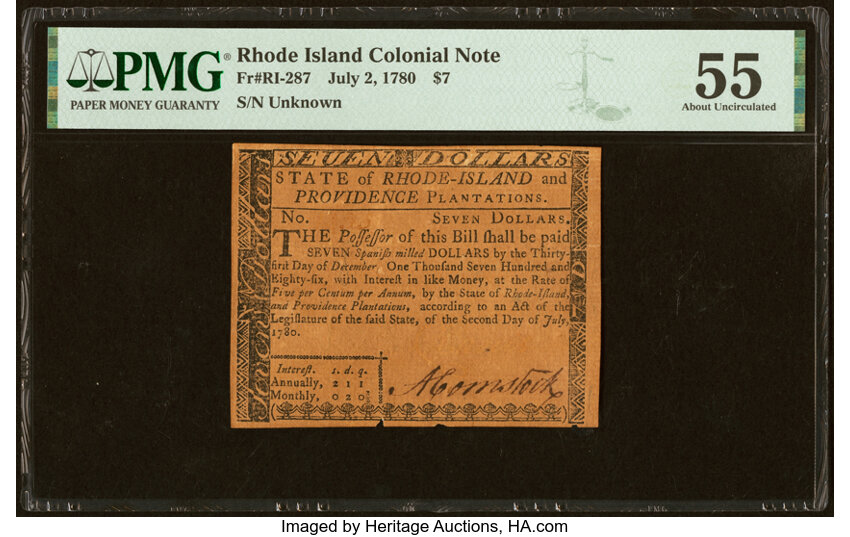 PMG®
PAPER MONEY GUARANTY
Rhode Island Colonial Note
Fr#RI-287 July 2, 1780 $7
S/N Unknown
55
About Uncirculated
SEVEN DOLLARS
STATE of RHODE-ISLAND and
PROVIDENCE PLANTATIONS.
No. SEVEN DOLLARS.
THE Poſſeſſor of this Bill ſhall be paid
SEVEN Spaniſh milled DOLLARS by the Thirty-
firſt Day of December, One Thouſand Seven Hundred and
Eighty-ſix, with Intereſt in like Money, at the Rate of
Five per Centum per Annum, by the State of Rhode-Iſland,
and Providence Plantations, according to an Act of the
Legiſlature of the ſaid State, of the Second Day of July,
1780.
Intereſt. s. d. q.
Annually, 2 1 1
Monthly, 0 2 0
AComstock
Imaged by Heritage Auctions, HA.com